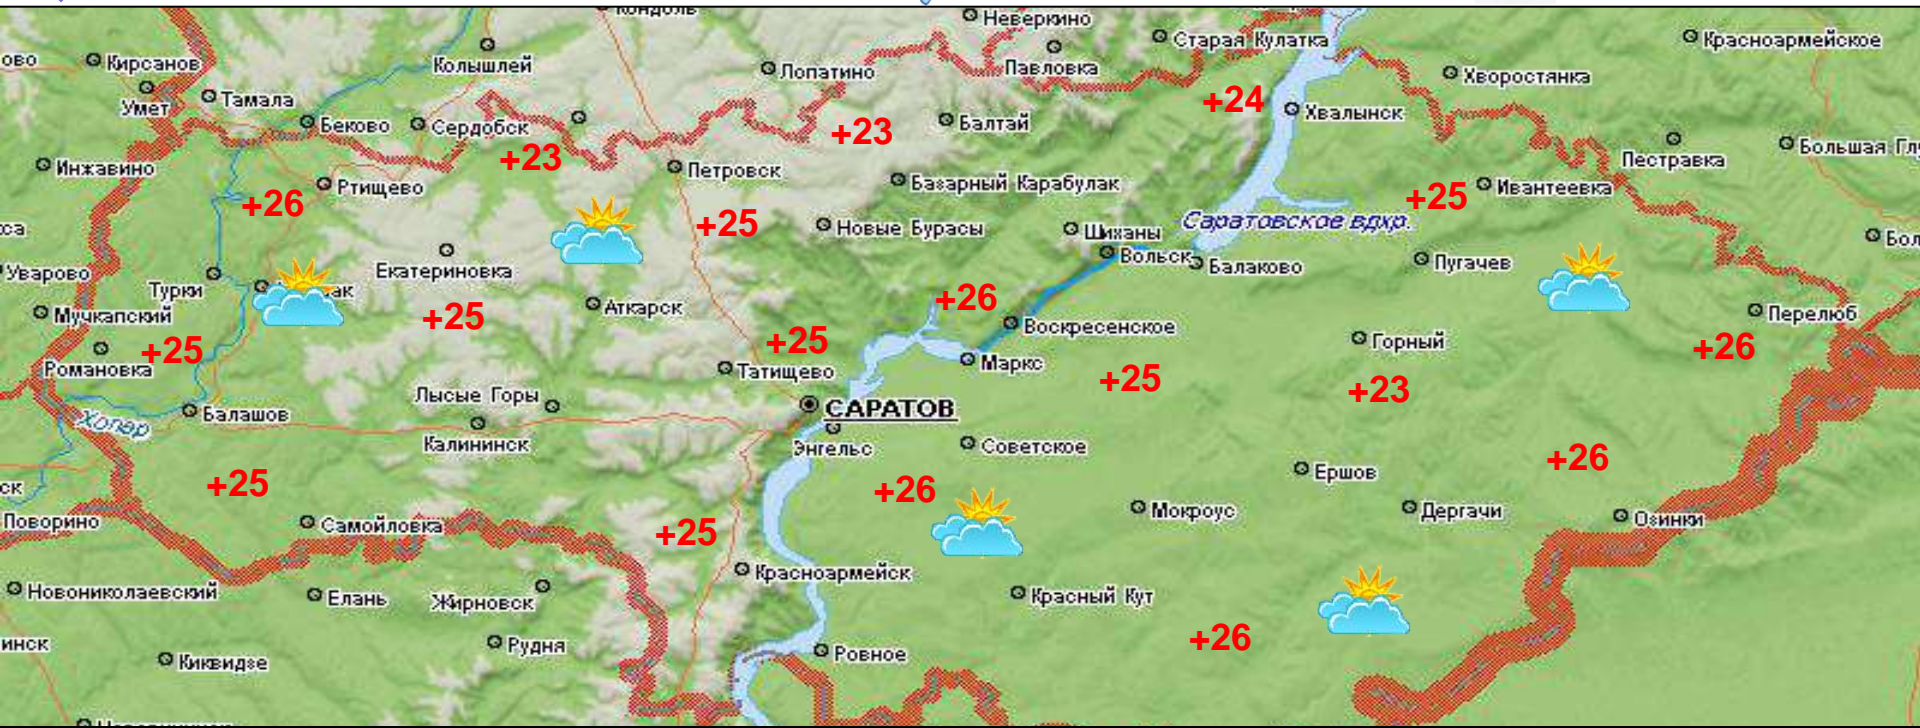 Неверкино
Старая Кулатка
Красноармейское
Кирсанов
Колышлей
Лопатино
Павловка
Хворостянка
Умет
Тамала
+24
Хвалынск
Беково
Сердобск
+23
Балтай
Пестравка
Инжавино
+23
Петровск
Большая
Ртищево
Базарный Карабулак
+25
Ивантеевка
+26
+25
Новые Бурасы
Шиханы
Саратовское вдхр.
Уварово
Екатериновка
Вольск
Балаково
Пугачев
Турки
+26
Аткарск
Мучкапский
+25
Воскресенское
Перелюб
+25
+25
Горный
+26
Романовка
Татищево
Маркс
+25
+23
Лысые Горы
Хопер
Балашов
САРАТОВ
Калининск
Энгельс
Советское
+26
Ершов
+25
+26
Поворино
Самойловка
+25
Мокроус
Дергачи
Озинки
Красноармейск
Новониколаевский
Елань
Жирновск
Красный Кут
+26
Рудня
Киквидзе
Ровное